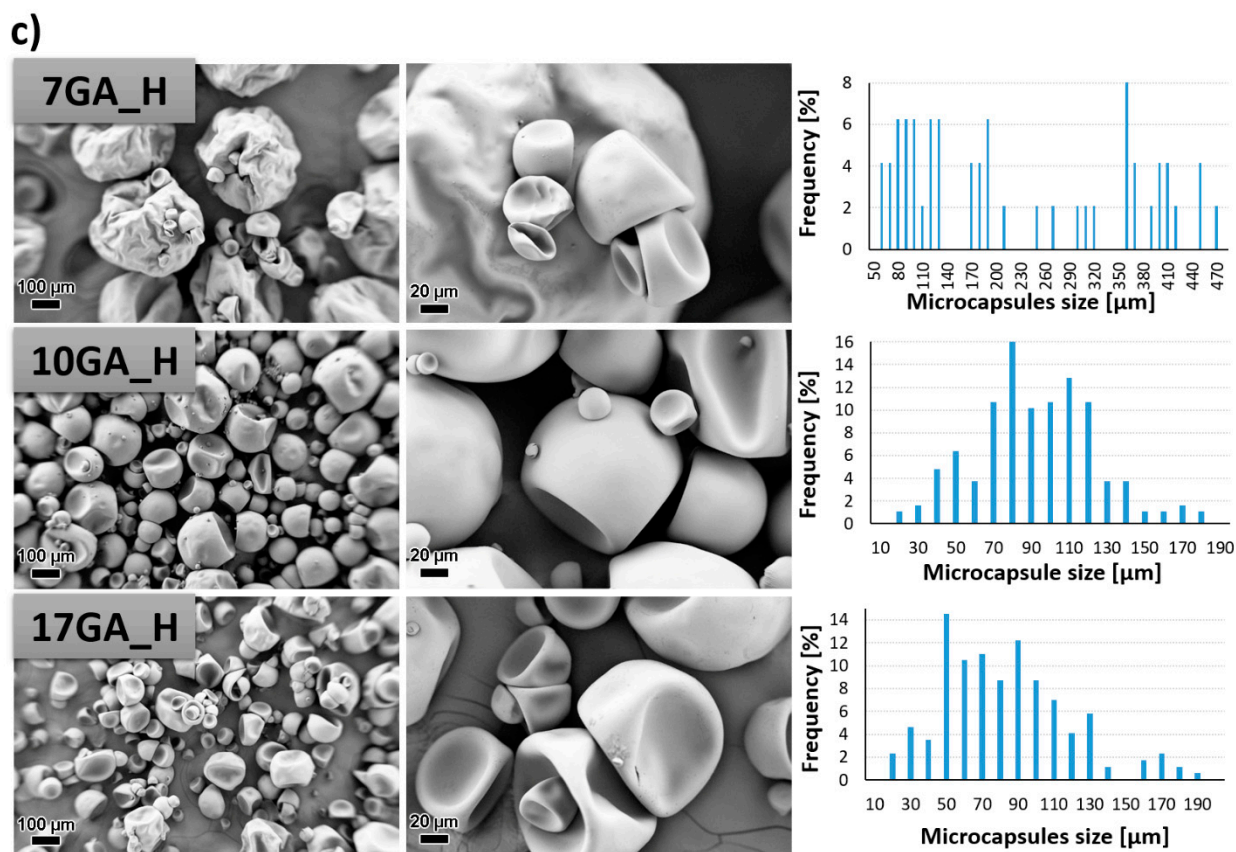 c)
7GA_H
100 µm
20 µm
Frequency [%]
8
6
4
2
0
50 80 110 140 170 200 230 260 290 320 350 380 410 440 470
Microcapsules size [µm]
10GA_H
100 µm
20 µm
Frequency [%]
16
14
12
10
8
6
4
2
0
10 30 50 70 90 110 130 150 170 190
Microcapsule size [µm]
17GA_H
100 µm
20 µm
Frequency [%]
14
12
10
8
6
4
2
0
10 30 50 70 90 110 130 150 170 190
Microcapsules size [µm]